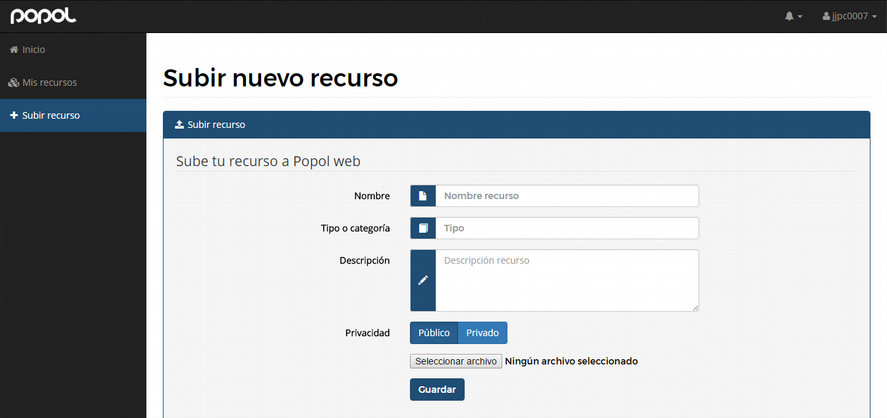 popol
jjpc0007
Inicio
Mis recursos
Subir recurso
Subir nuevo recurso
Subir recurso
Sube tu recurso a Popol web
Nombre
Nombre recurso
Tipo o categoría
Tipo
Descripción
Descripción recurso
Privacidad
Público Privado
Seleccionar archivo Ningún archivo seleccionado
Guardar